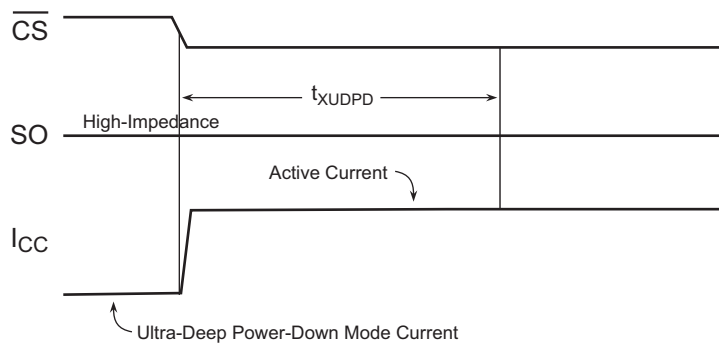 CS
tXUDPD
High-Impedance
SO
Active Current
ICC
Ultra-Deep Power-Down Mode Current